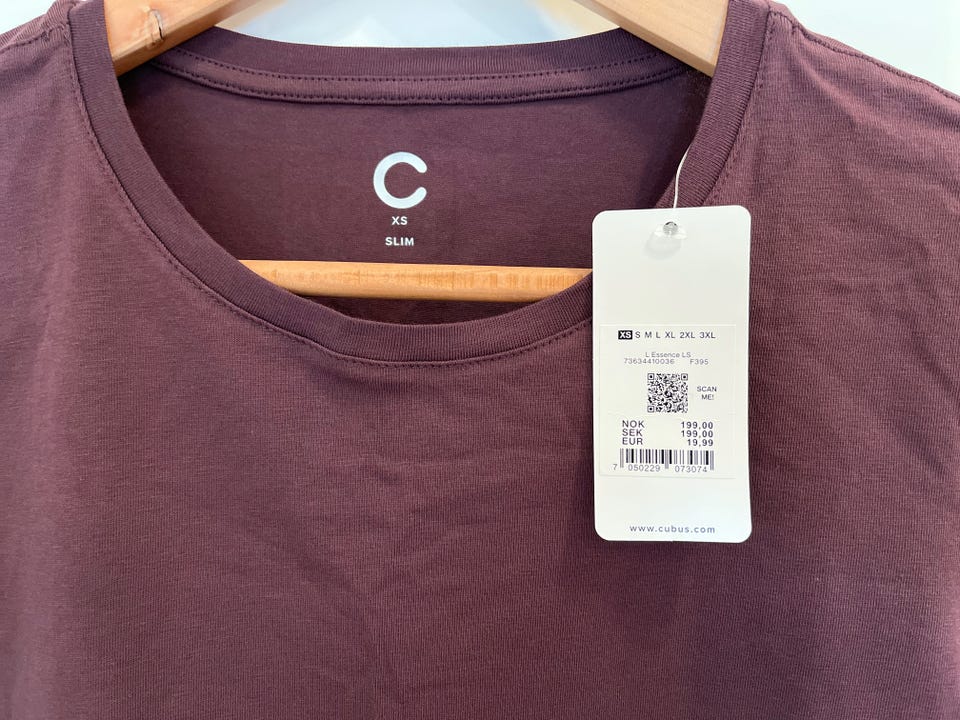 C
XS
SLIM
XS S M L XL 2XL 3XL
L Essence LS
73634410036 F395
SCAN
ME!
NOK 199,00
SEK 199,00
EUR 19,99
7 050229 073074
www.cubus.com